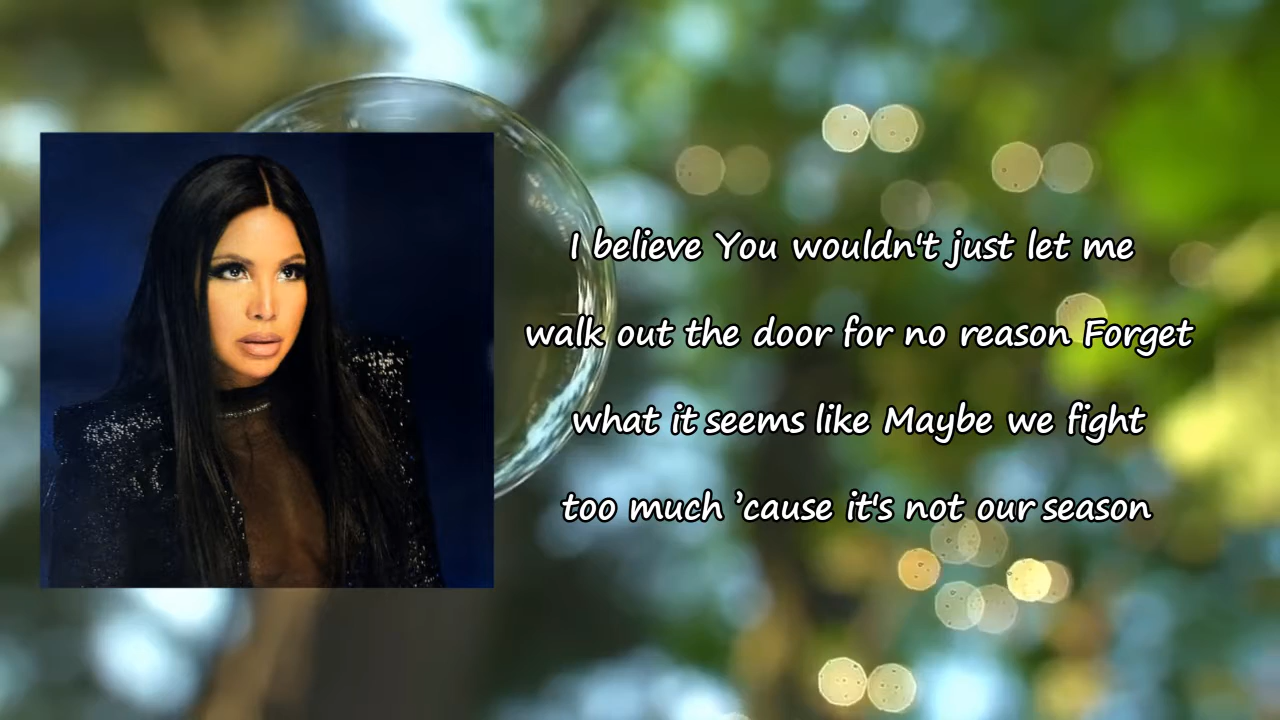 I believe You wouldn't just let me
walk out the door for no reason Forget
what it seems like Maybe we fight
too much ’cause it's not our season